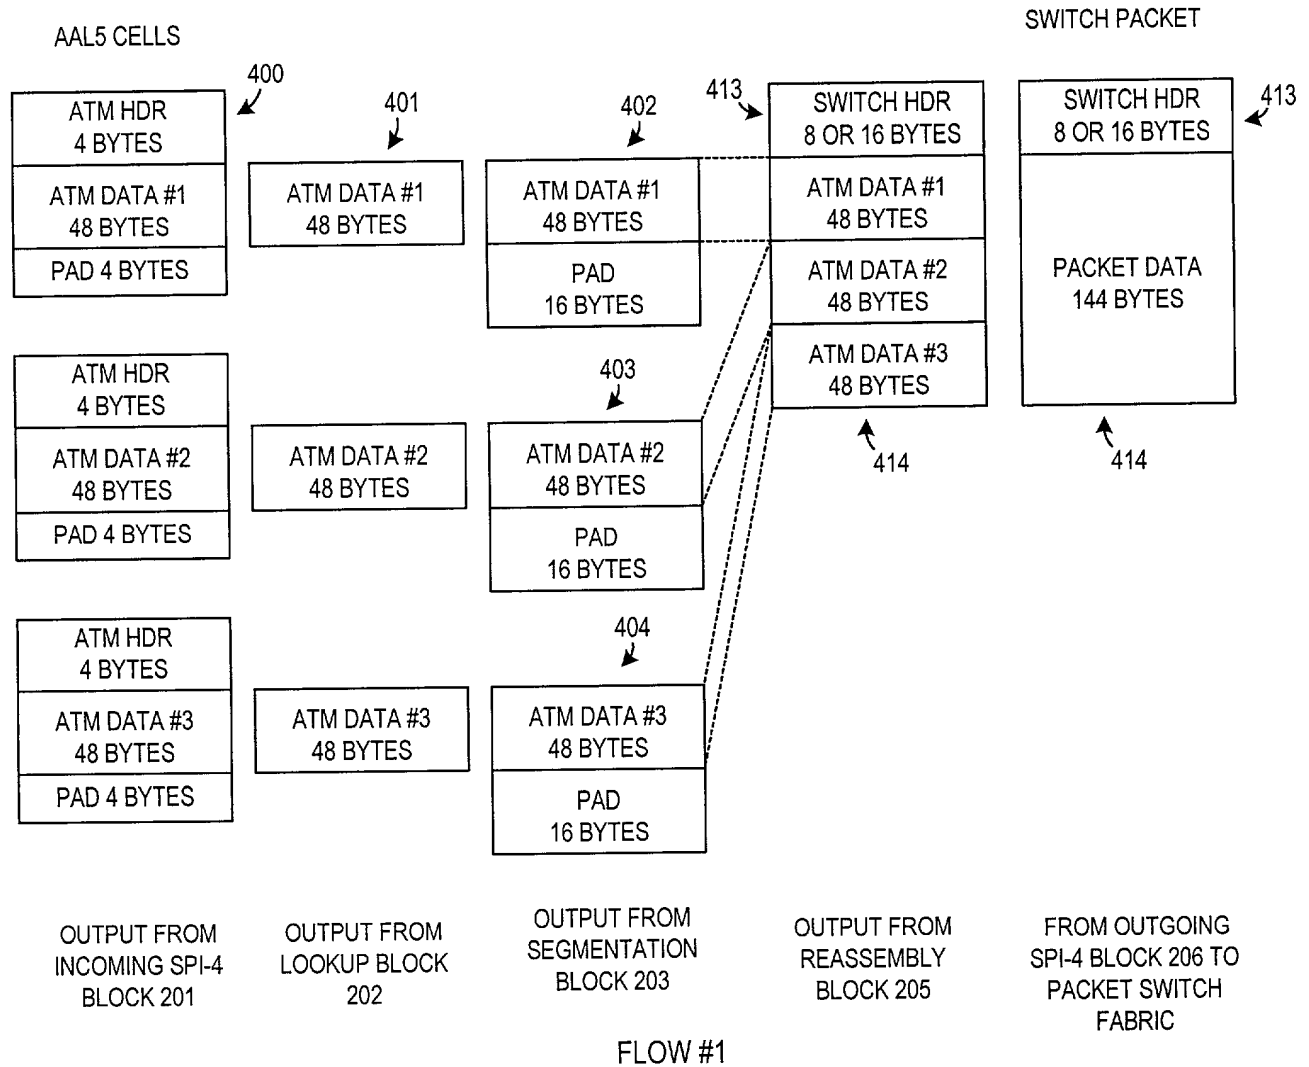 AAL5 CELLS
SWITCH PACKET
400
ATM HDR
4 BYTES
ATM DATA #1
48 BYTES
PAD 4 BYTES
401
ATM DATA #1
48 BYTES
402
ATM DATA #1
48 BYTES
PAD
16 BYTES
413
SWITCH HDR
8 OR 16 BYTES
ATM DATA #1
48 BYTES
ATM DATA #2
48 BYTES
ATM DATA #3
48 BYTES
414
SWITCH HDR
8 OR 16 BYTES
413
PACKET DATA
144 BYTES
414
ATM HDR
4 BYTES
ATM DATA #2
48 BYTES
PAD 4 BYTES
ATM DATA #2
48 BYTES
403
ATM DATA #2
48 BYTES
PAD
16 BYTES
ATM HDR
4 BYTES
ATM DATA #3
48 BYTES
PAD 4 BYTES
ATM DATA #3
48 BYTES
404
ATM DATA #3
48 BYTES
PAD
16 BYTES
OUTPUT FROM
INCOMING SPI-4
BLOCK 201
OUTPUT FROM
LOOKUP BLOCK
202
OUTPUT FROM
SEGMENTATION
BLOCK 203
OUTPUT FROM
REASSEMBLY
BLOCK 205
FROM OUTGOING
SPI-4 BLOCK 206 TO
PACKET SWITCH
FABRIC
FLOW #1